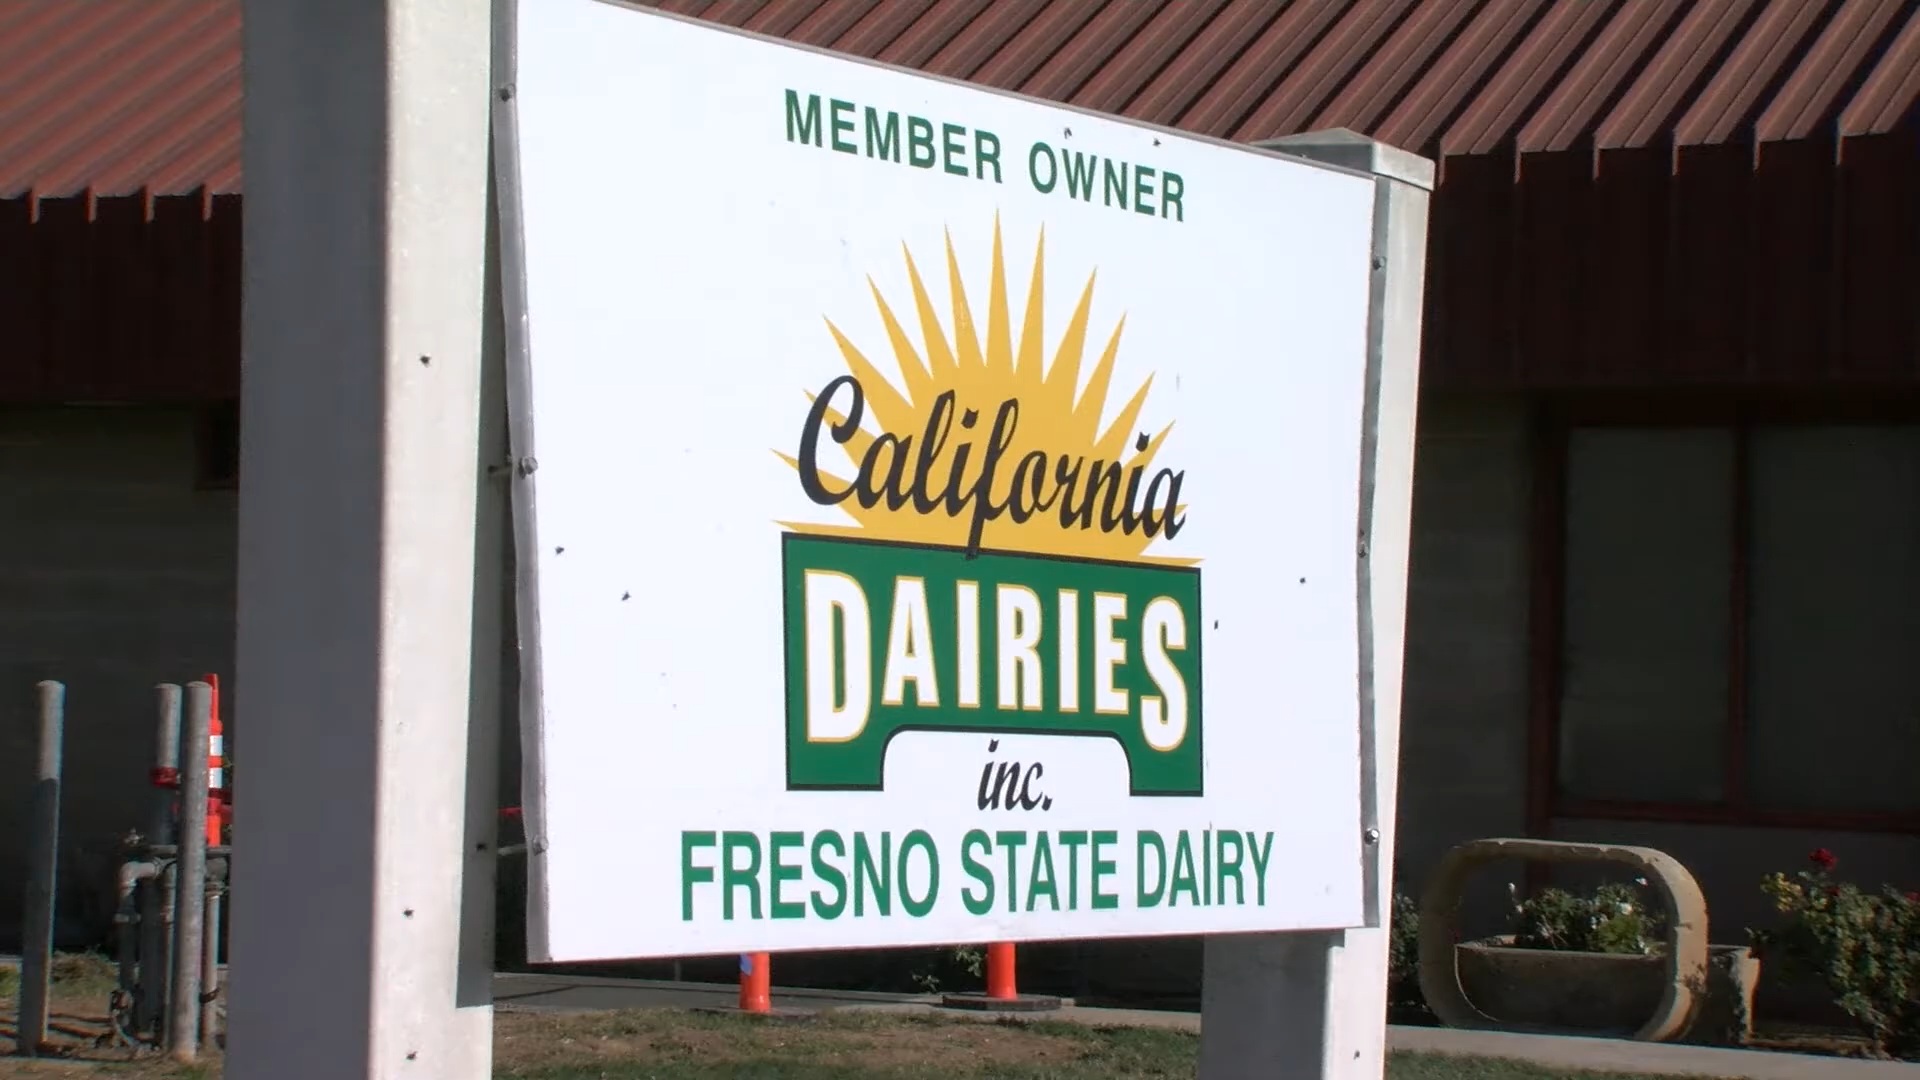 MEMBER OWNER
California
DAIRIES
inc.
FRESNO STATE DAIRY